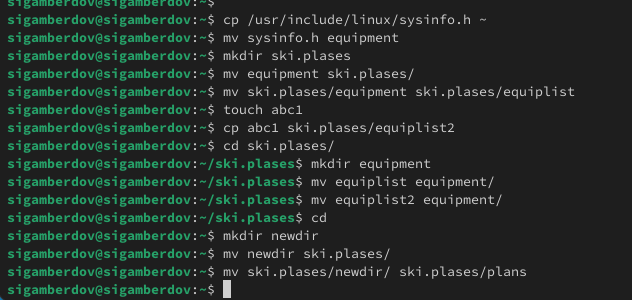 sigamberdov@sigamberdov:~$
sigamberdov@sigamberdov:~$ cp /usr/include/linux/sysinfo.h ~
sigamberdov@sigamberdov:~$ mv sysinfo.h equipment
sigamberdov@sigamberdov:~$ mkdir ski.plases
sigamberdov@sigamberdov:~$ mv equipment ski.plases/
sigamberdov@sigamberdov:~$ mv ski.plases/equipment ski.plases/equiplist
sigamberdov@sigamberdov:~$ touch abc1
sigamberdov@sigamberdov:~$ cp abc1 ski.plases/equiplist2
sigamberdov@sigamberdov:~$ cd ski.plases/
sigamberdov@sigamberdov:~/ski.plases$ mkdir equipment
sigamberdov@sigamberdov:~/ski.plases$ mv equiplist equipment/
sigamberdov@sigamberdov:~/ski.plases$ mv equiplist2 equipment/
sigamberdov@sigamberdov:~/ski.plases$ cd
sigamberdov@sigamberdov:~$ mkdir newdir
sigamberdov@sigamberdov:~$ mv newdir ski.plases/
sigamberdov@sigamberdov:~$ mv ski.plases/newdir/ ski.plases/plans
sigamberdov@sigamberdov:~$